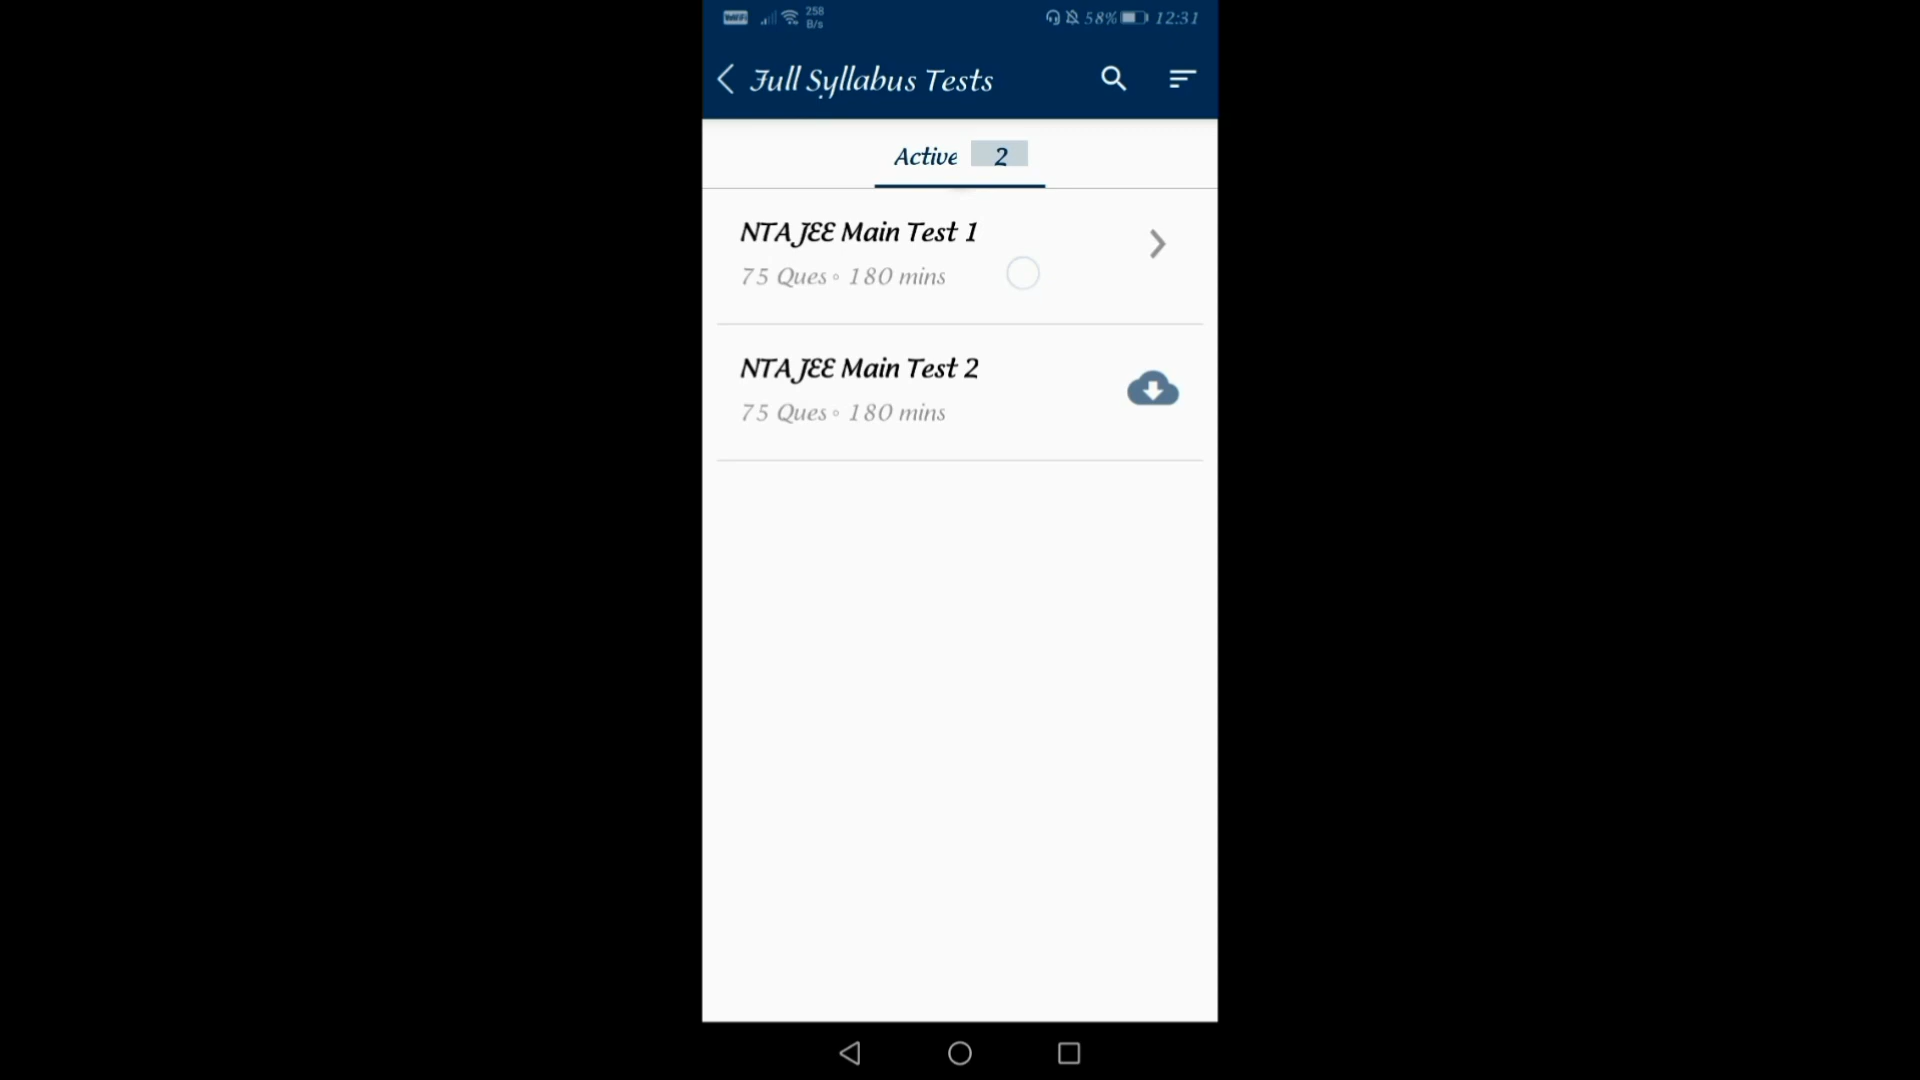 258
B/s
58% 12:31
Full Syllabus Tests
Active 2
NTA JEE Main Test 1
75 Ques ◦ 180 mins
NTA JEE Main Test 2
75 Ques ◦ 180 mins